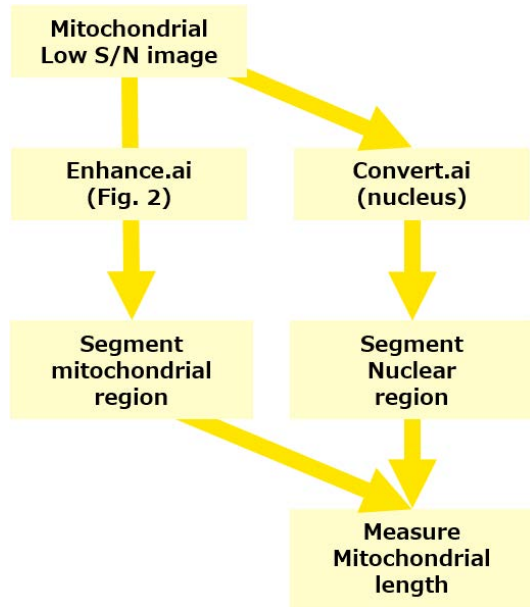 Mitochondrial
Low S/N image
Enhance.ai
(Fig. 2)
Convert.ai
(nucleus)
Segment
mitochondrial
region
Segment
Nuclear
region
Measure
Mitochondrial
length